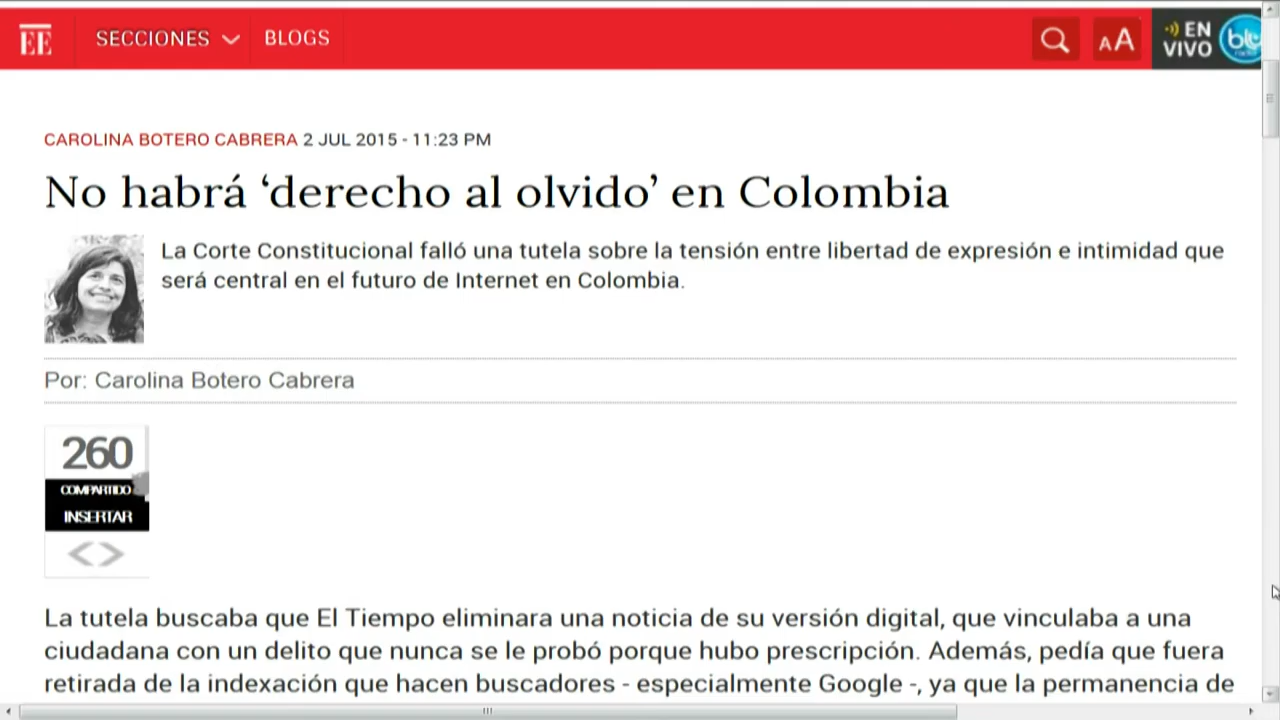 EE SECCIONES BLOGS AA EN VIVO blu
CAROLINA BOTERO CABRERA 2 JUL 2015 - 11:23 PM
No habrá ‘derecho al olvido’ en Colombia
La Corte Constitucional falló una tutela sobre la tensión entre libertad de expresión e intimidad que
será central en el futuro de Internet en Colombia.
Por: Carolina Botero Cabrera
260
COMPARTIDO
INSERTAR
La tutela buscaba que El Tiempo eliminara una noticia de su versión digital, que vinculaba a una
ciudadana con un delito que nunca se le probó porque hubo prescripción. Además, pedía que fuera
retirada de la indexación que hacen buscadores - especialmente Google -, ya que la permanencia de